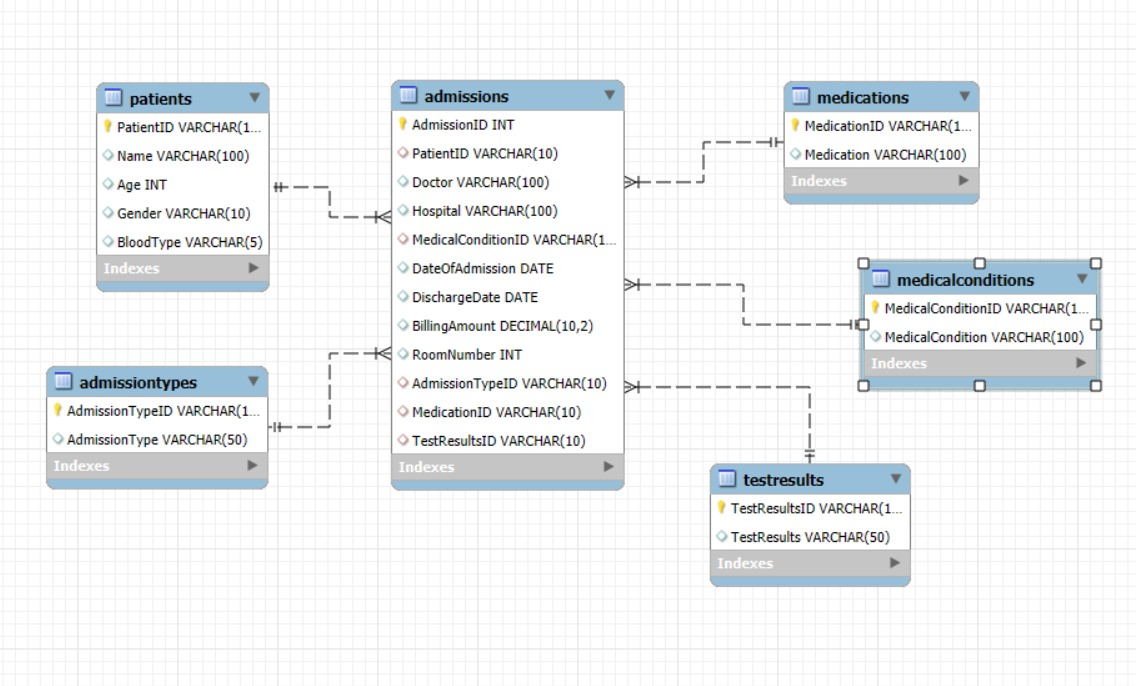 patients
PatientID VARCHAR(1...
Name VARCHAR(100)
Age INT
Gender VARCHAR(10)
BloodType VARCHAR(5)
Indexes
admissiontypes
AdmissionTypeID VARCHAR(1...
AdmissionType VARCHAR(50)
Indexes
admissions
AdmissionID INT
PatientID VARCHAR(10)
Doctor VARCHAR(100)
Hospital VARCHAR(100)
MedicalConditionID VARCHAR(1...
DateOfAdmission DATE
DischargeDate DATE
BillingAmount DECIMAL(10,2)
RoomNumber INT
AdmissionTypeID VARCHAR(10)
MedicationID VARCHAR(10)
TestResultsID VARCHAR(10)
Indexes
medications
MedicationID VARCHAR(1...
Medication VARCHAR(100)
Indexes
medicalconditions
MedicalConditionID VARCHAR(1...
MedicalCondition VARCHAR(100)
Indexes
testresults
TestResultsID VARCHAR(1...
TestResults VARCHAR(50)
Indexes